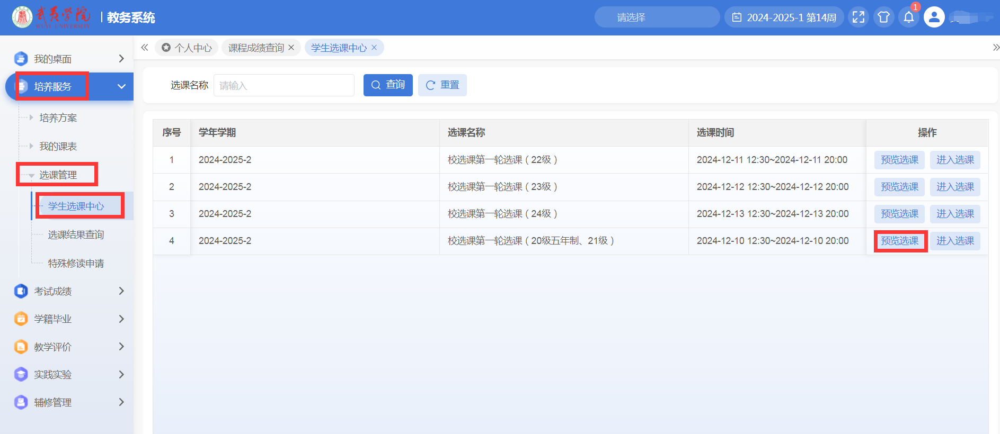 武夷学院
WUYI UNIVERSITY
教务系统
请选择
2024-2025-1 第14周
1
个人中心
课程成绩查询
学生选课中心
我的桌面
培养服务
培养方案
我的课表
选课管理
学生选课中心
选课结果查询
特殊修读申请
考试成绩
学籍毕业
教学评价
实践实验
辅修管理
选课名称 请输入 查询 重置
序号 学年学期 选课名称 选课时间 操作
1 2024-2025-2 校选课第一轮选课（22级） 2024-12-11 12:30~2024-12-11 20:00 预览选课 进入选课
2 2024-2025-2 校选课第一轮选课（23级） 2024-12-12 12:30~2024-12-12 20:00 预览选课 进入选课
3 2024-2025-2 校选课第一轮选课（24级） 2024-12-13 12:30~2024-12-13 20:00 预览选课 进入选课
4 2024-2025-2 校选课第一轮选课（20级五年制、21级） 2024-12-10 12:30~2024-12-10 20:00 预览选课 进入选课